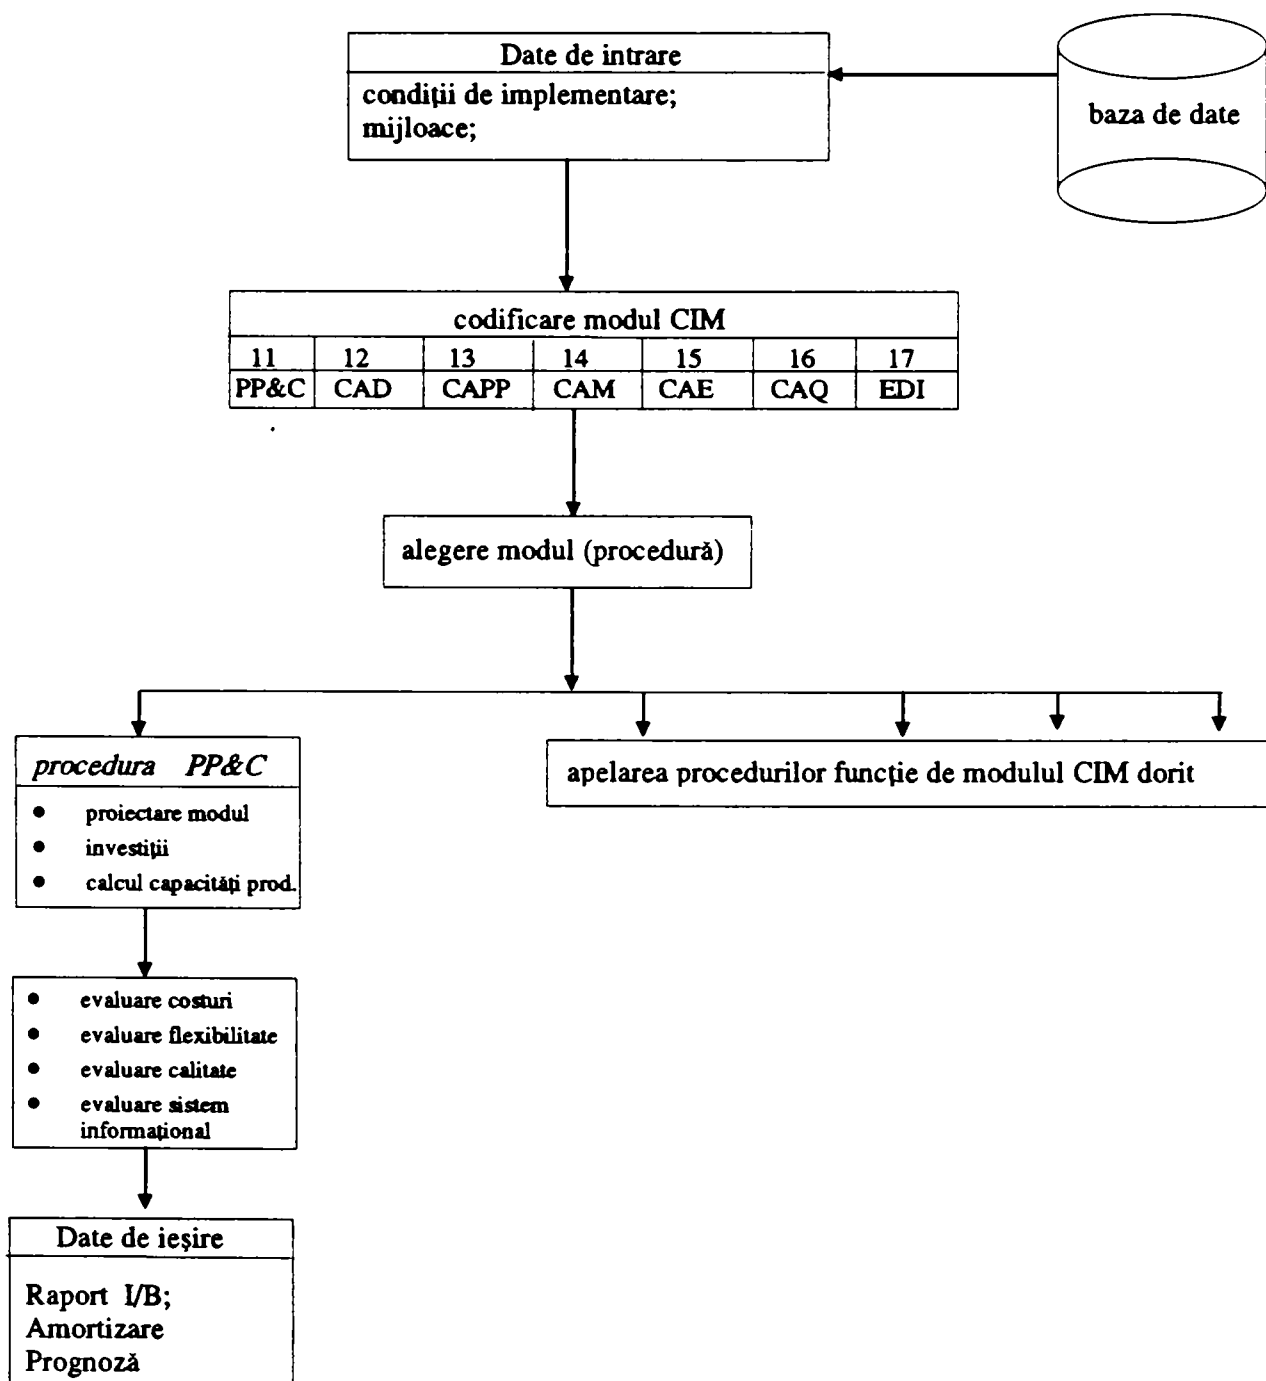 Date de intrare
condiții de implementare;
mijloace;
baza de date
codificare modul CIM
11 12 13 14 15 16 17
PP&C CAD CAPP CAM CAE CAQ EDI
alegere modul (procedură)
procedura PP&C
• proiectare modul
• investiții
• calcul capacități prod.
apelarea procedurilor funcție de modulul CIM dorit
• evaluare costuri
• evaluare flexibilitate
• evaluare calitate
• evaluare sistem
informațional
Date de ieșire
Raport I/B;
Amortizare
Prognoză